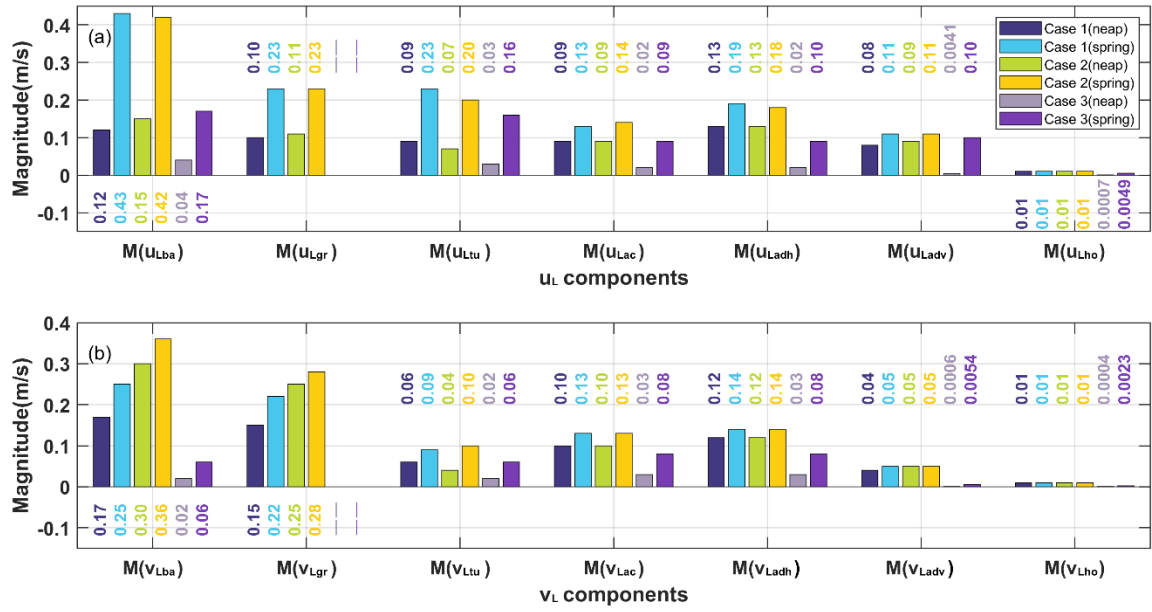 (a)
Magnitude(m/s)
0.4
0.3
0.2
0.1
0
-0.1
0.12 0.43 0.15 0.42 0.04 0.17
0.10 0.23 0.11 0.23 — —
0.09 0.23 0.07 0.20 0.03 0.16
0.09 0.13 0.09 0.14 0.02 0.09
0.13 0.19 0.13 0.18 0.02 0.10
0.08 0.11 0.09 0.11 0.0041 0.10
0.01 0.01 0.01 0.01 0.0007 0.0049
Case 1(neap)
Case 1(spring)
Case 2(neap)
Case 2(spring)
Case 3(neap)
Case 3(spring)
M(uLba) M(uLgr) M(uLtu) M(uLac) M(uLadh) M(uLadv) M(uLho)
uL components
(b)
Magnitude(m/s)
0.4
0.3
0.2
0.1
0
-0.1
0.17 0.25 0.30 0.36 0.02 0.06
0.15 0.22 0.25 0.28 — —
0.06 0.09 0.04 0.10 0.02 0.06
0.10 0.13 0.10 0.13 0.03 0.08
0.12 0.14 0.12 0.14 0.03 0.08
0.04 0.05 0.05 0.05 0.0006 0.0054
0.01 0.01 0.01 0.01 0.0004 0.0023
M(vLba) M(vLgr) M(vLtu) M(vLac) M(vLadh) M(vLadv) M(vLho)
vL components